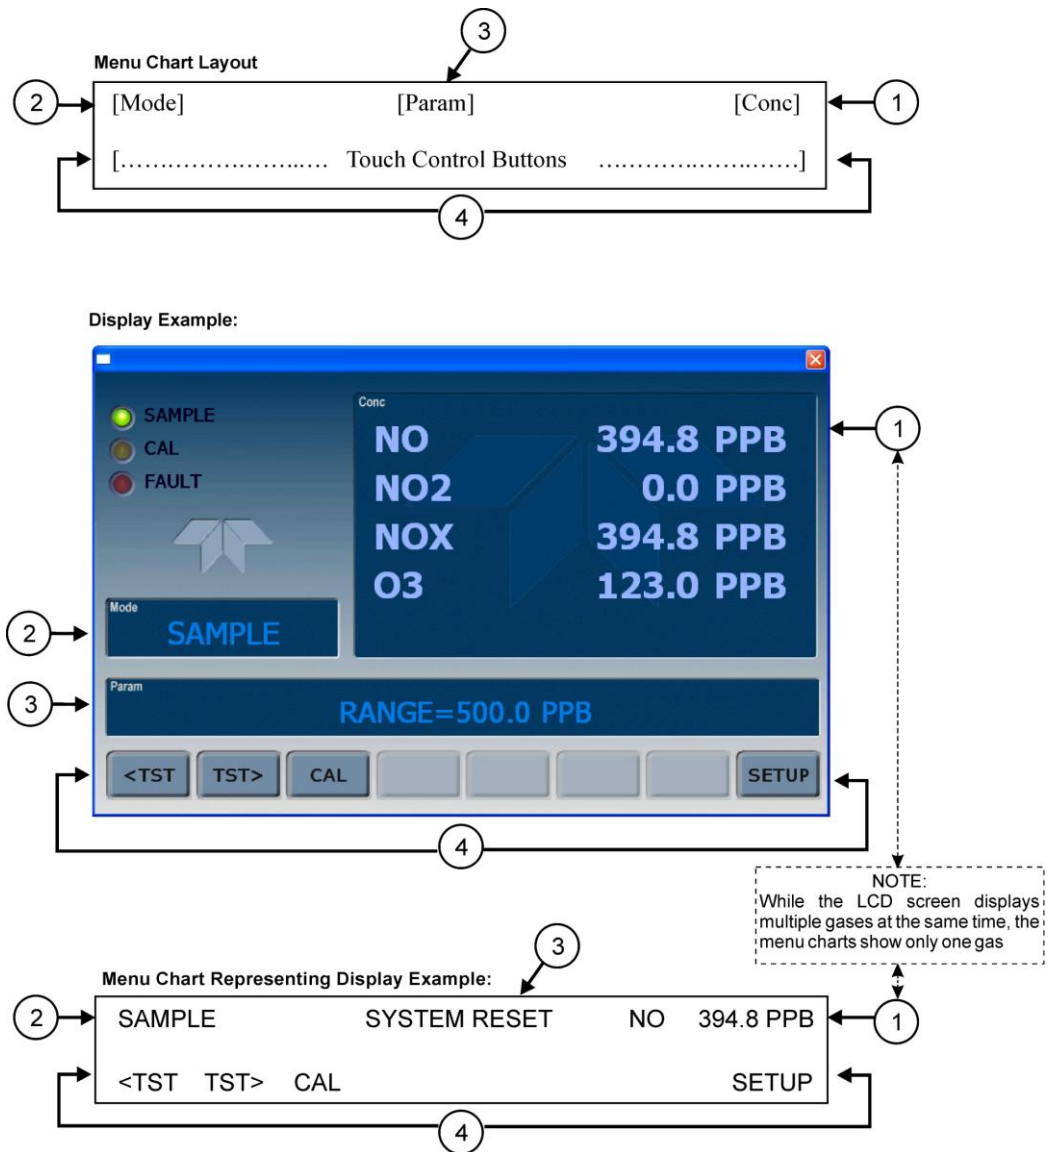 3
Menu Chart Layout
2 [Mode] [Param] [Conc] 1
[………………….…. Touch Control Buttons …………………….…]
4
Display Example:
SAMPLE
CAL
FAULT
Conc
NO 394.8 PPB
NO2 0.0 PPB
NOX 394.8 PPB
O3 123.0 PPB
1
Mode
2 SAMPLE
Param
3 RANGE=500.0 PPB
<TST TST> CAL SETUP
4
NOTE:
While the LCD screen displays
multiple gases at the same time, the
menu charts show only one gas
3
Menu Chart Representing Display Example:
2 SAMPLE SYSTEM RESET NO 394.8 PPB 1
<TST TST> CAL SETUP
4